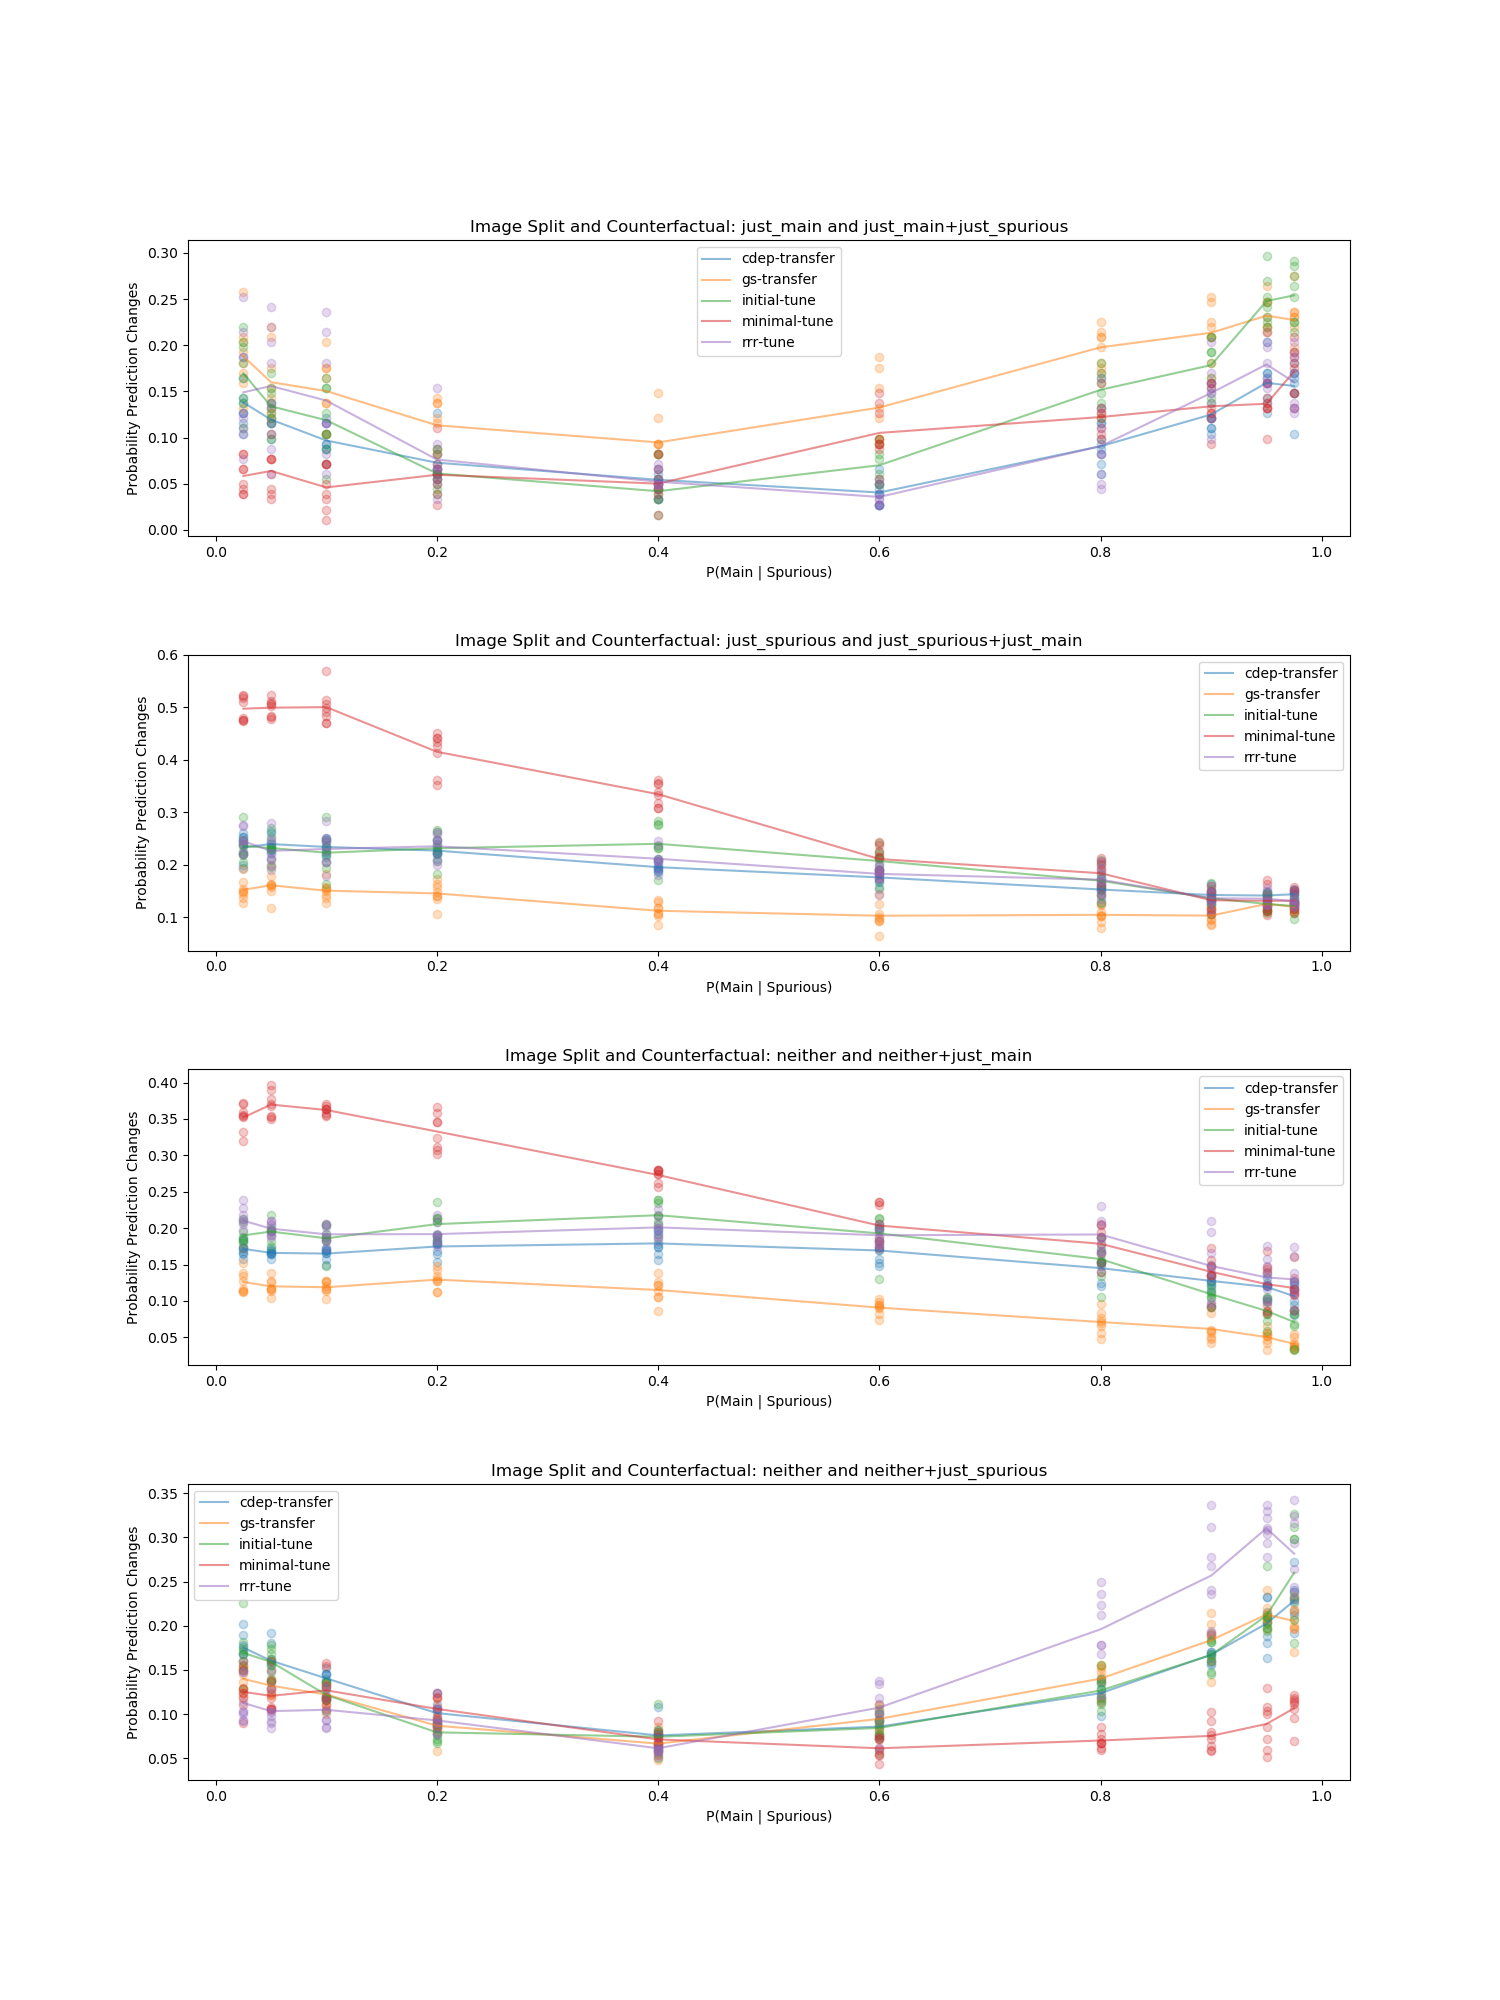 Image Split and Counterfactual: just_main and just_main+just_spurious
Probability Prediction Changes
0.30
0.25
0.20
0.15
0.10
0.05
0.00
cdep-transfer
gs-transfer
initial-tune
minimal-tune
rrr-tune
0.0 0.2 0.4 0.6 0.8 1.0
P(Main | Spurious)
Image Split and Counterfactual: just_spurious and just_spurious+just_main
Probability Prediction Changes
0.6
0.5
0.4
0.3
0.2
0.1
cdep-transfer
gs-transfer
initial-tune
minimal-tune
rrr-tune
0.0 0.2 0.4 0.6 0.8 1.0
P(Main | Spurious)
Image Split and Counterfactual: neither and neither+just_main
Probability Prediction Changes
0.40
0.35
0.30
0.25
0.20
0.15
0.10
0.05
cdep-transfer
gs-transfer
initial-tune
minimal-tune
rrr-tune
0.0 0.2 0.4 0.6 0.8 1.0
P(Main | Spurious)
Image Split and Counterfactual: neither and neither+just_spurious
Probability Prediction Changes
0.35
0.30
0.25
0.20
0.15
0.10
0.05
cdep-transfer
gs-transfer
initial-tune
minimal-tune
rrr-tune
0.0 0.2 0.4 0.6 0.8 1.0
P(Main | Spurious)